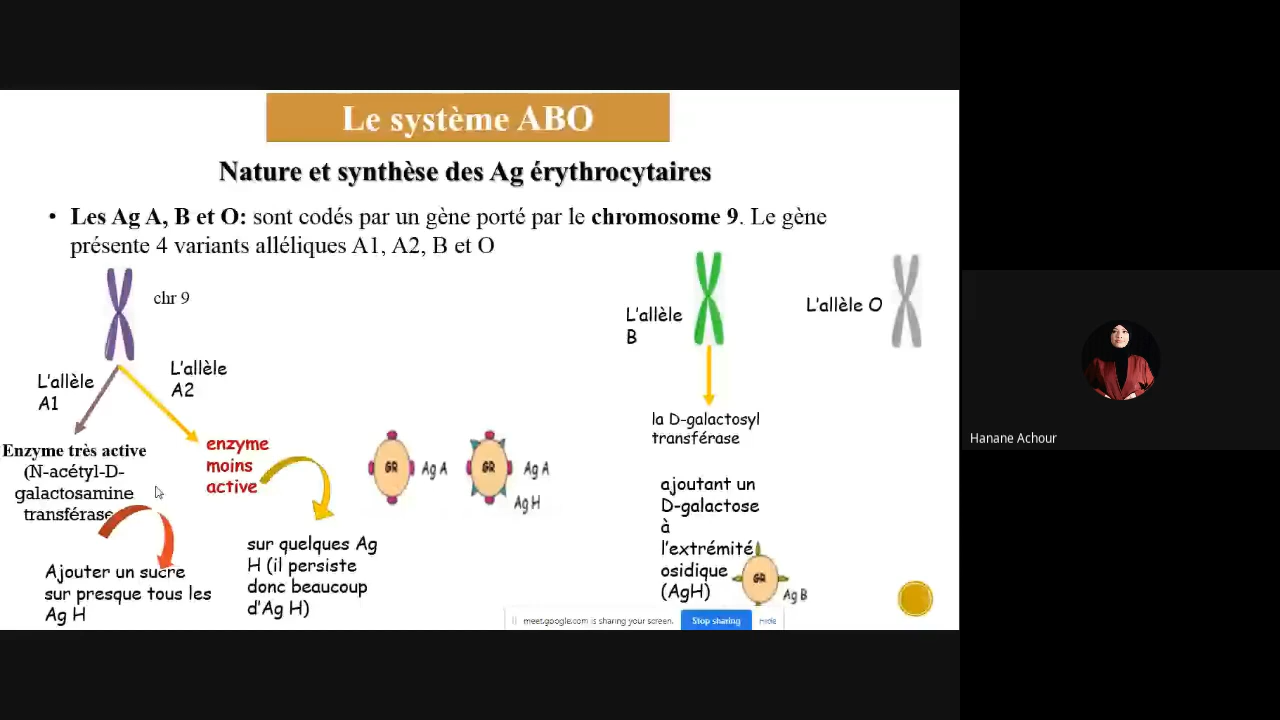 Le système ABO
Nature et synthèse des Ag érythrocytaires
• Les Ag A, B et O: sont codés par un gène porté par le chromosome 9. Le gène
présente 4 variants alléliques A1, A2, B et O
chr 9
L'allèle
A1
L'allèle
A2
Enzyme très active
(N-acétyl-D-
galactosamine
transférase
Ajouter un sucre
sur presque tous les
Ag H
enzyme
moins
active
sur quelques Ag
H (il persiste
donc beaucoup
d'Ag H)
GR
Ag A
GR
Ag A
Ag H
L'allèle
B
la D-galactosyl
transférase
ajoutant un
D-galactose
à
l'extrémité
osidique
(AgH)
GR
Ag B
L'allèle O
meet.google.com is sharing your screen.
Stop sharing
Hide
Hanane Achour